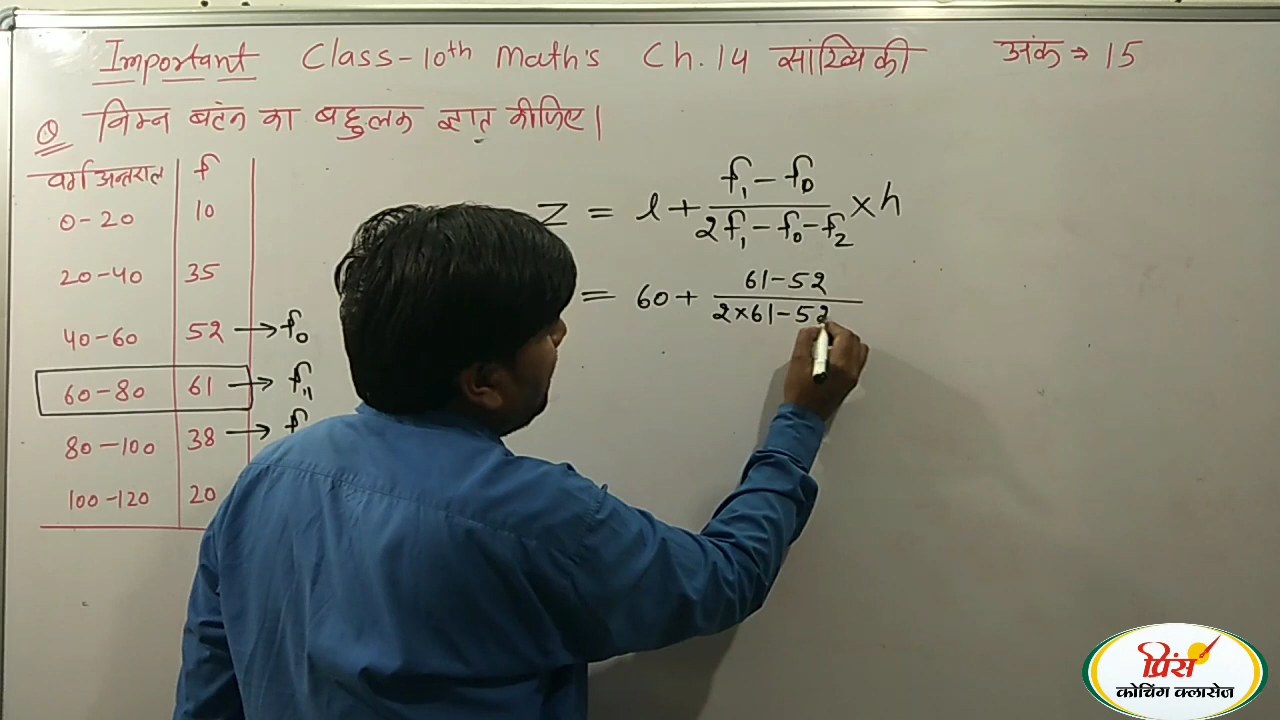 Important Class-10th Math's Ch.14 सांख्यिकी अंक ⇒ 15
Q निम्न बटंन का बहुलक ज्ञात कीजिए।
वर्ग अन्तराल f
0-20 10
20-40 35
40-60 52 → f₀
60-80 61 → f₁
80-100 38 → f
100-120 20
Z = l + (f₁ - f₀)/(2f₁ - f₀ - f₂) × h
= 60 + (61-52)/(2×61-52
प्रिंस
कोचिंग क्लासेज